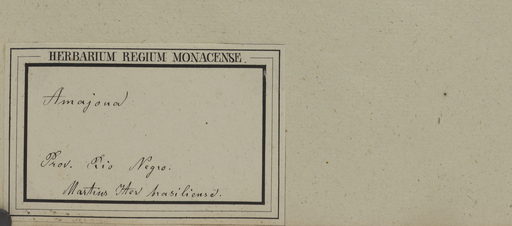 HERBARIUM REGIUM MONACENSE.
Amajoua
Prov. Rio Negro.
Martius Iter brasiliense.